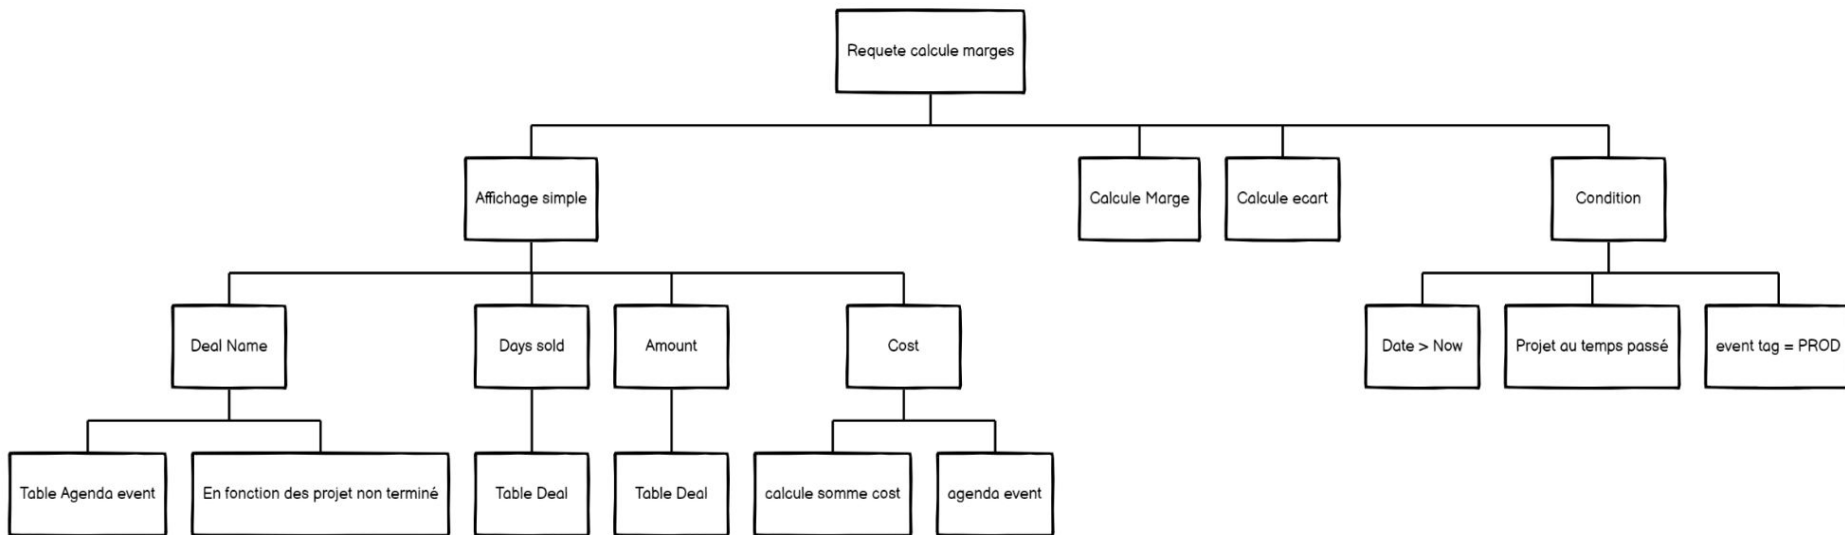 Requete calcule marges
Affichage simple
Calcule Marge
Calcule ecart
Condition
Deal Name
Days sold
Amount
Cost
Date > Now
Projet au temps passé
event tag = PROD
Table Agenda event
En fonction des projet non terminé
Table Deal
Table Deal
calcule somme cost
agenda event